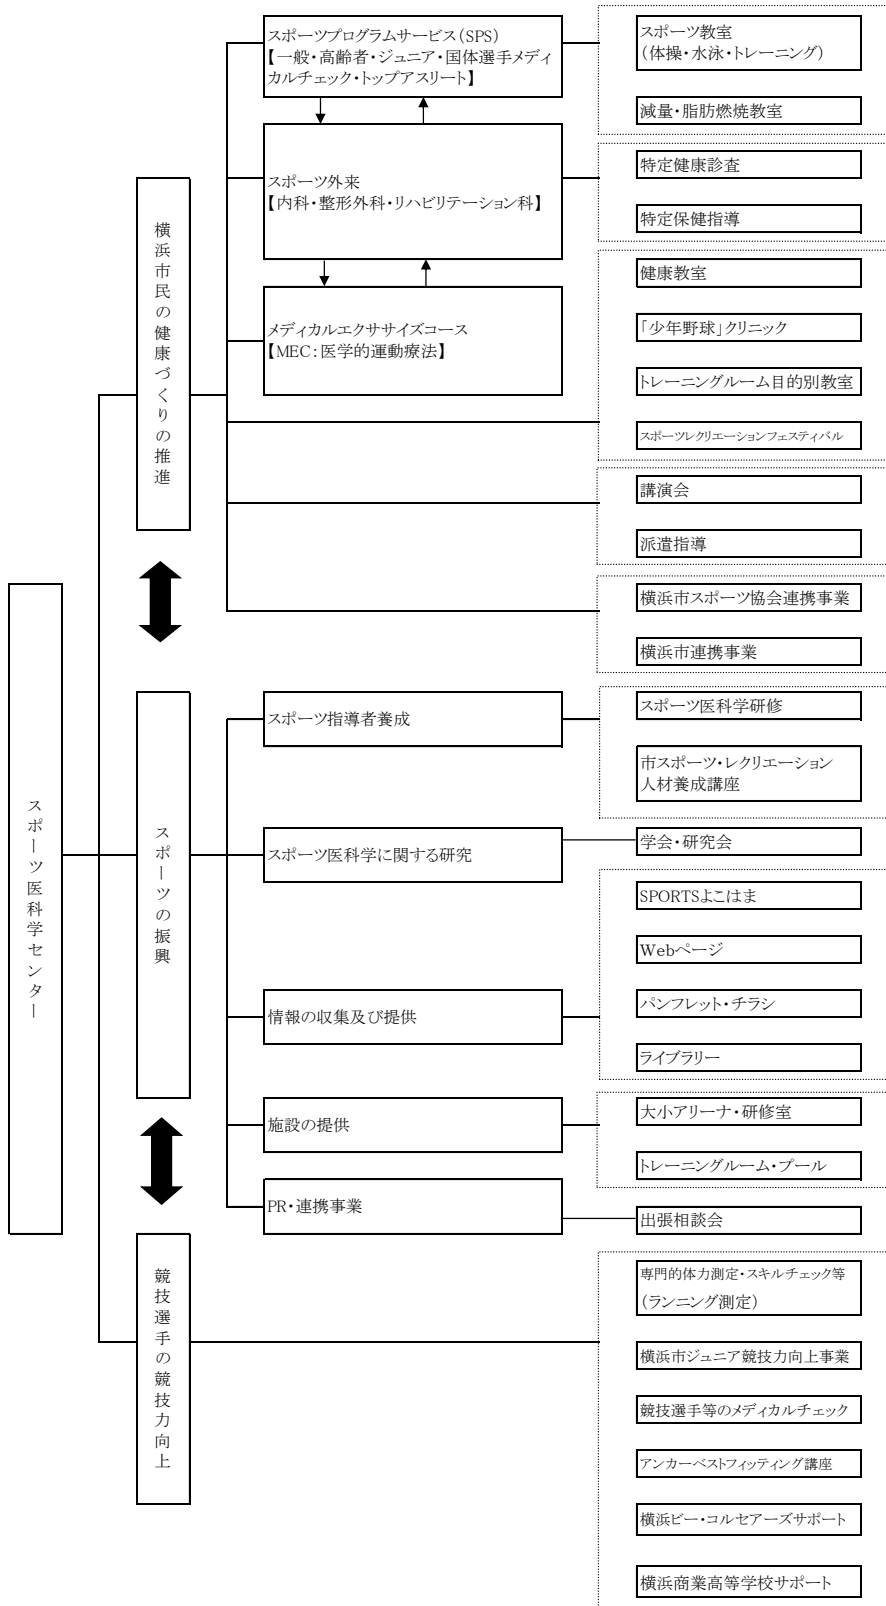 スポーツ医科学センター
横浜市民の健康づくりの推進
スポーツプログラムサービス(SPS)
【一般・高齢者・ジュニア・国体選手メディ
カルチェック・トップアスリート】
スポーツ外来
【内科・整形外科・リハビリテーション科】
メディカルエクササイズコース
【MEC:医学的運動療法】
スポーツ教室
(体操・水泳・トレーニング)
減量・脂肪燃焼教室
特定健康診査
特定保健指導
健康教室
「少年野球」クリニック
トレーニングルーム目的別教室
スポーツレクリエーションフェスティバル
講演会
派遣指導
横浜市スポーツ協会連携事業
横浜市連携事業
スポーツの振興
スポーツ指導者養成
スポーツ医科学研修
市スポーツ・レクリエーション
人材養成講座
スポーツ医科学に関する研究
学会・研究会
情報の収集及び提供
SPORTSよこはま
Webページ
パンフレット・チラシ
ライブラリー
施設の提供
大小アリーナ・研修室
トレーニングルーム・プール
PR・連携事業
出張相談会
競技選手の競技力向上
専門的体力測定・スキルチェック等
(ランニング測定)
横浜市ジュニア競技力向上事業
競技選手等のメディカルチェック
アンカーベストフィッティング講座
横浜ビー・コルセアーズサポート
横浜商業高等学校サポート